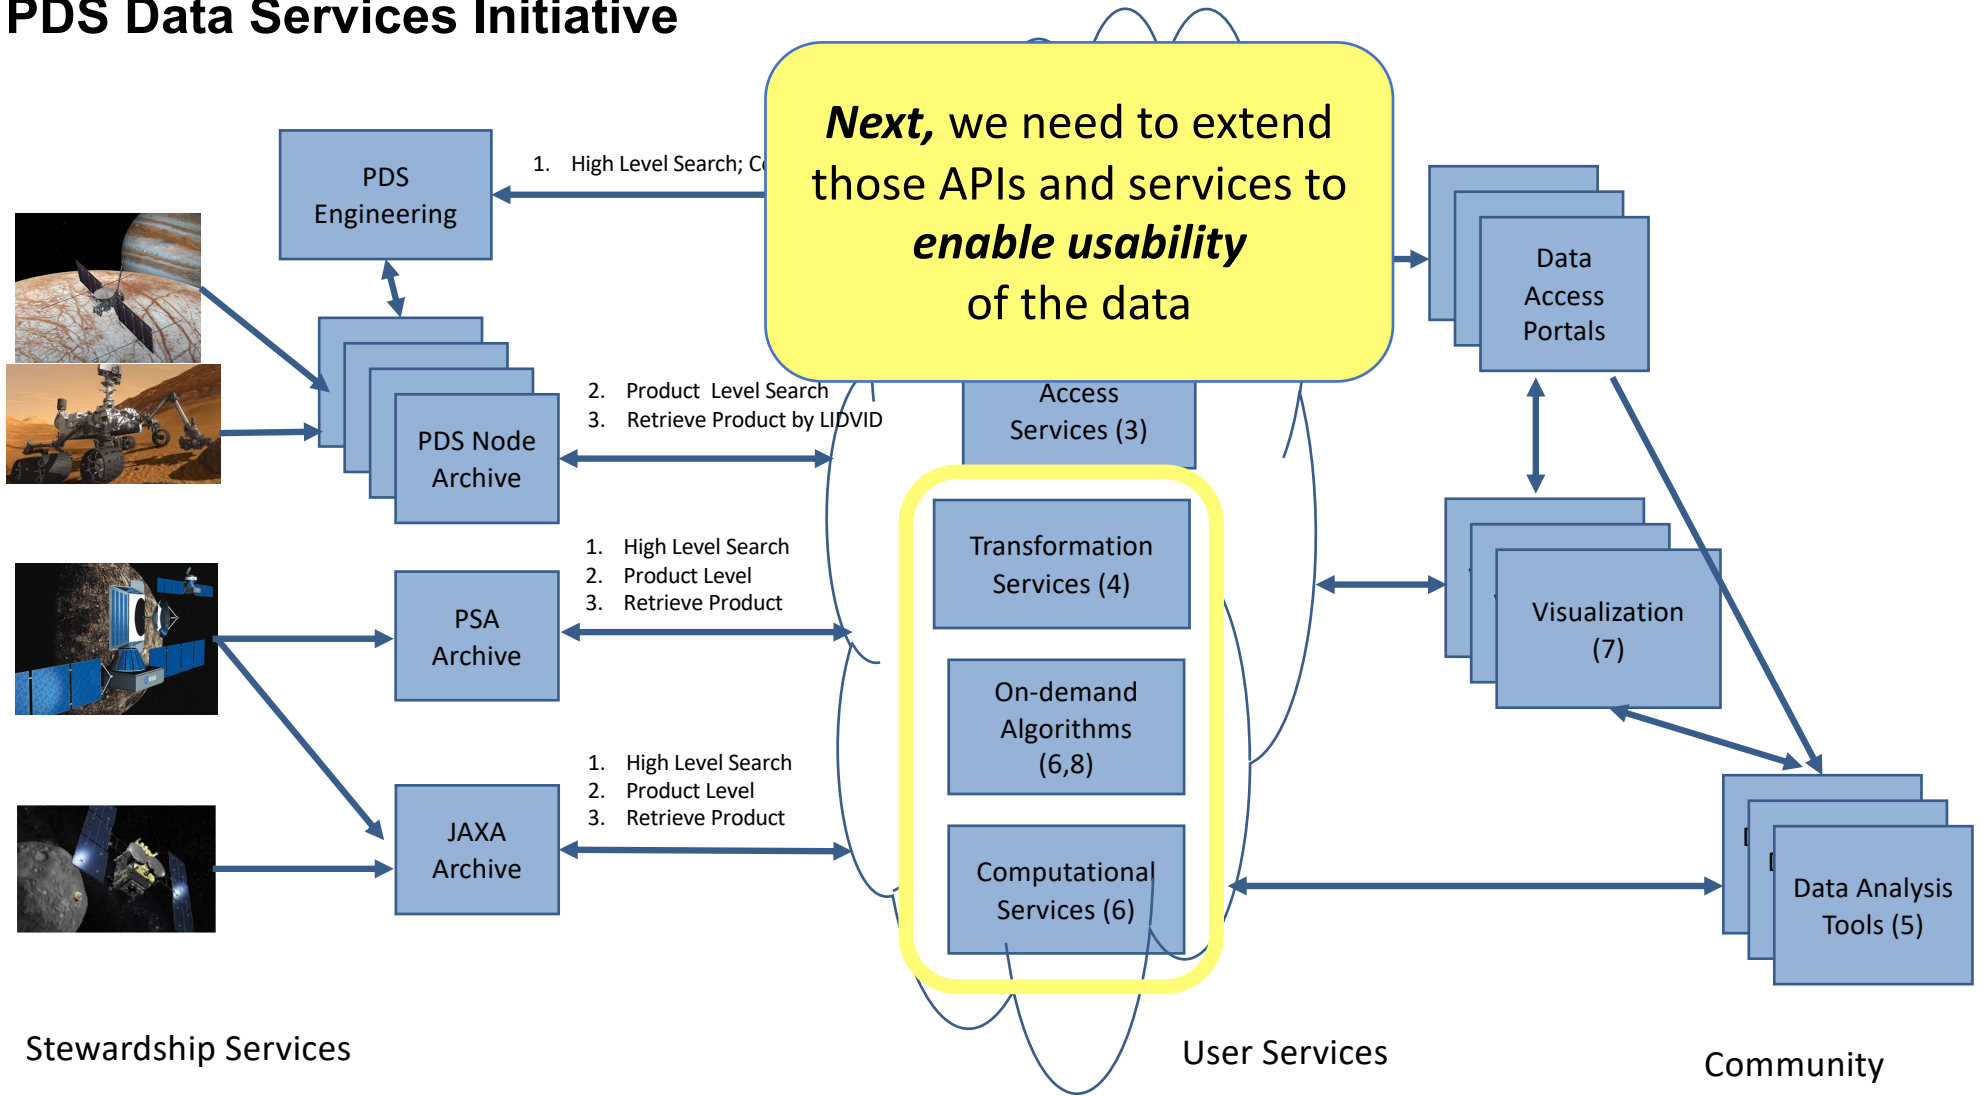 PDS Data Services Initiative
Next, we need to extend
those APIs and services to
enable usability
of the data
PDS
Engineering
1. High Level Search;
Data
Access
Portals
2. Product Level Search
3. Retrieve Product by LIDVID
PDS Node
Archive
Access
Services (3)
1. High Level Search
2. Product Level
3. Retrieve Product
PSA
Archive
Transformation
Services (4)
Visualization
(7)
On-demand
Algorithms
(6,8)
1. High Level Search
2. Product Level
3. Retrieve Product
JAXA
Archive
Computational
Services (6)
Data Analysis
Tools (5)
Stewardship Services
User Services
Community